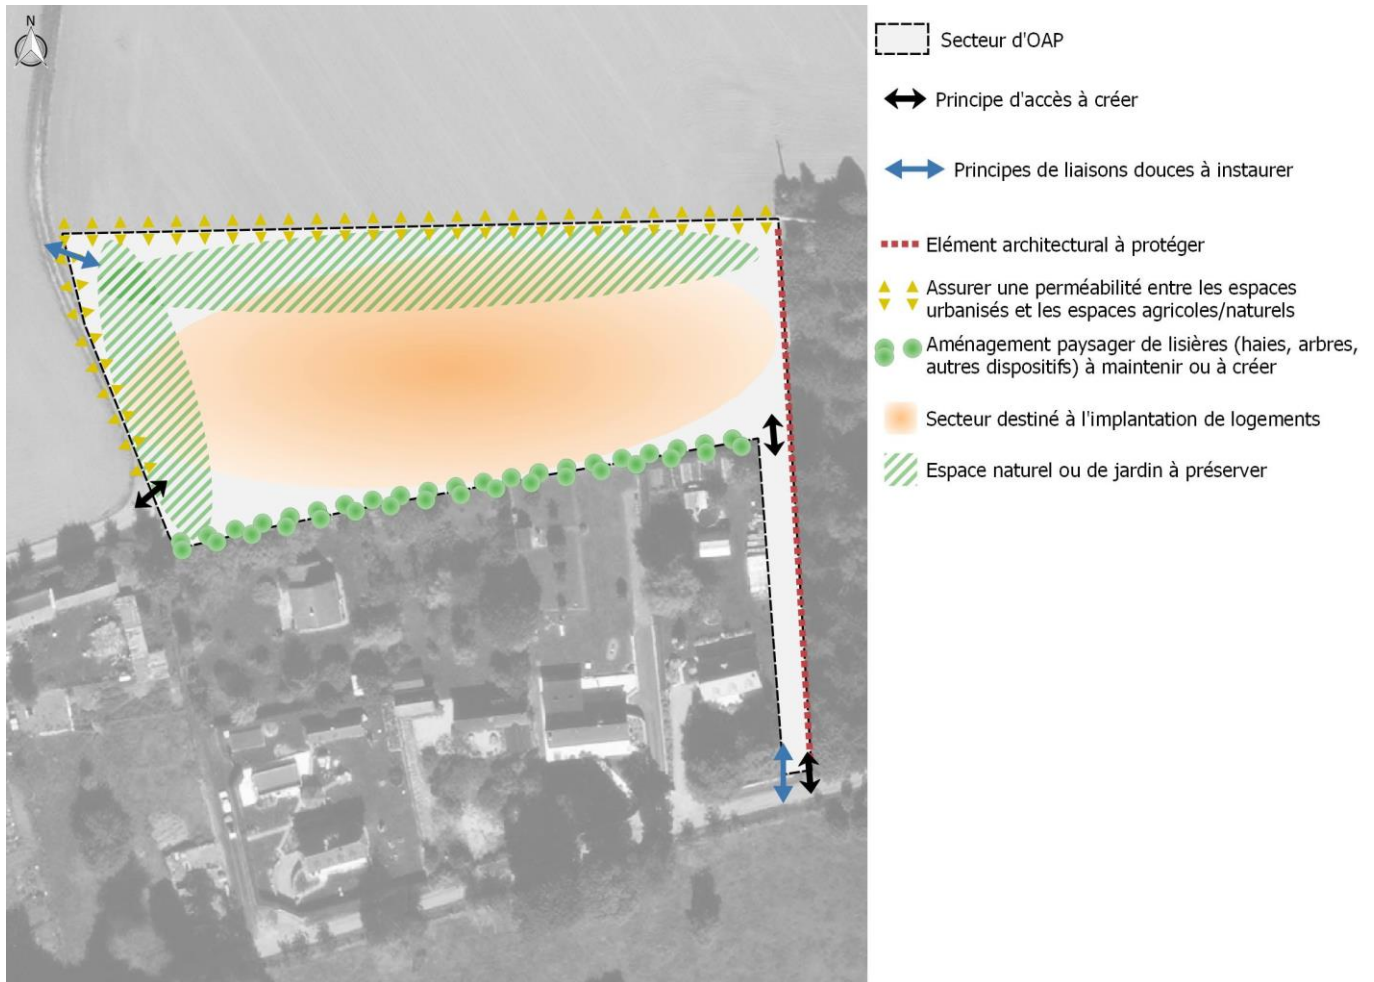 N
Secteur d'OAP
Principe d'accès à créer
Principes de liaisons douces à instaurer
Elément architectural à protéger
Assurer une perméabilité entre les espaces
urbanisés et les espaces agricoles/naturels
Aménagement paysager de lisières (haies, arbres,
autres dispositifs) à maintenir ou à créer
Secteur destiné à l'implantation de logements
Espace naturel ou de jardin à préserver